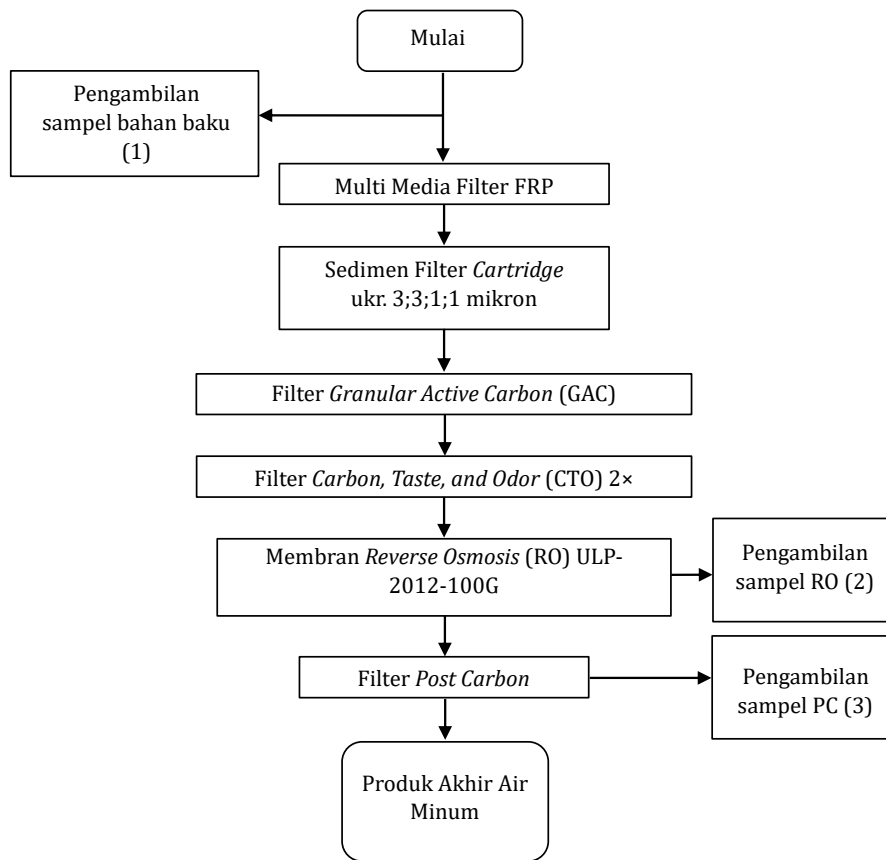 Mulai
Pengambilan
sampel bahan baku
(1)
Multi Media Filter FRP
Sedimen Filter Cartridge
ukr. 3;3;1;1 mikron
Filter Granular Active Carbon (GAC)
Filter Carbon, Taste, and Odor (CTO) 2×
Membran Reverse Osmosis (RO) ULP-
2012-100G
Pengambilan
sampel RO (2)
Filter Post Carbon
Pengambilan
sampel PC (3)
Produk Akhir Air
Minum